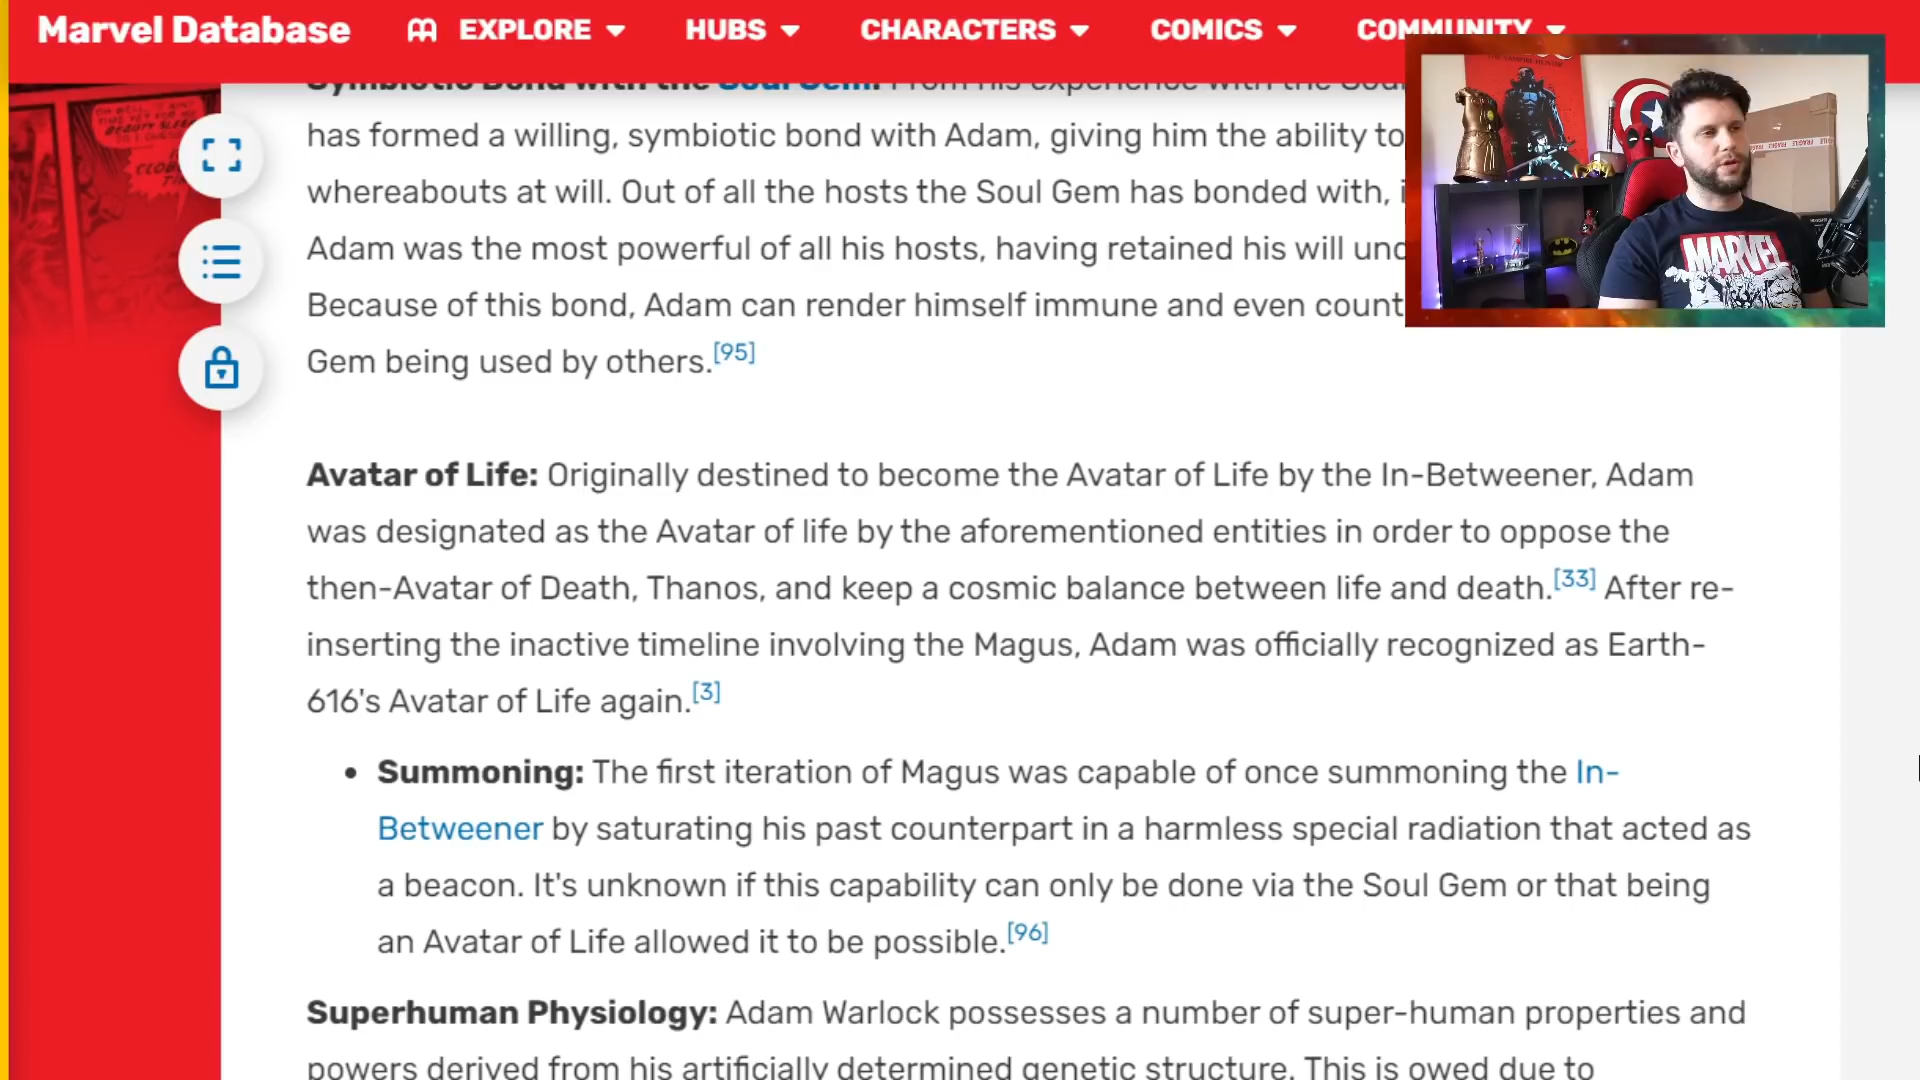 Marvel Database EXPLORE HUBS CHARACTERS COMICS COMMUNITY
Symbiotic Bond with the Soul Gem: From his experience with the Soul
has formed a willing, symbiotic bond with Adam, giving him the ability to
whereabouts at will. Out of all the hosts the Soul Gem has bonded with, i
Adam was the most powerful of all his hosts, having retained his will und
Because of this bond, Adam can render himself immune and even count
Gem being used by others.[95]
Avatar of Life: Originally destined to become the Avatar of Life by the In-Betweener, Adam
was designated as the Avatar of life by the aforementioned entities in order to oppose the
then-Avatar of Death, Thanos, and keep a cosmic balance between life and death.[33] After re-
inserting the inactive timeline involving the Magus, Adam was officially recognized as Earth-
616's Avatar of Life again.[3]
• Summoning: The first iteration of Magus was capable of once summoning the In-
Betweener by saturating his past counterpart in a harmless special radiation that acted as
a beacon. It's unknown if this capability can only be done via the Soul Gem or that being
an Avatar of Life allowed it to be possible.[96]
Superhuman Physiology: Adam Warlock possesses a number of super-human properties and
powers derived from his artificially determined genetic structure. This is owed due to
THE VAMPIRE HUNTER
FRAGILE FRAGILE
MARVEL
BEAUTY SLEEP